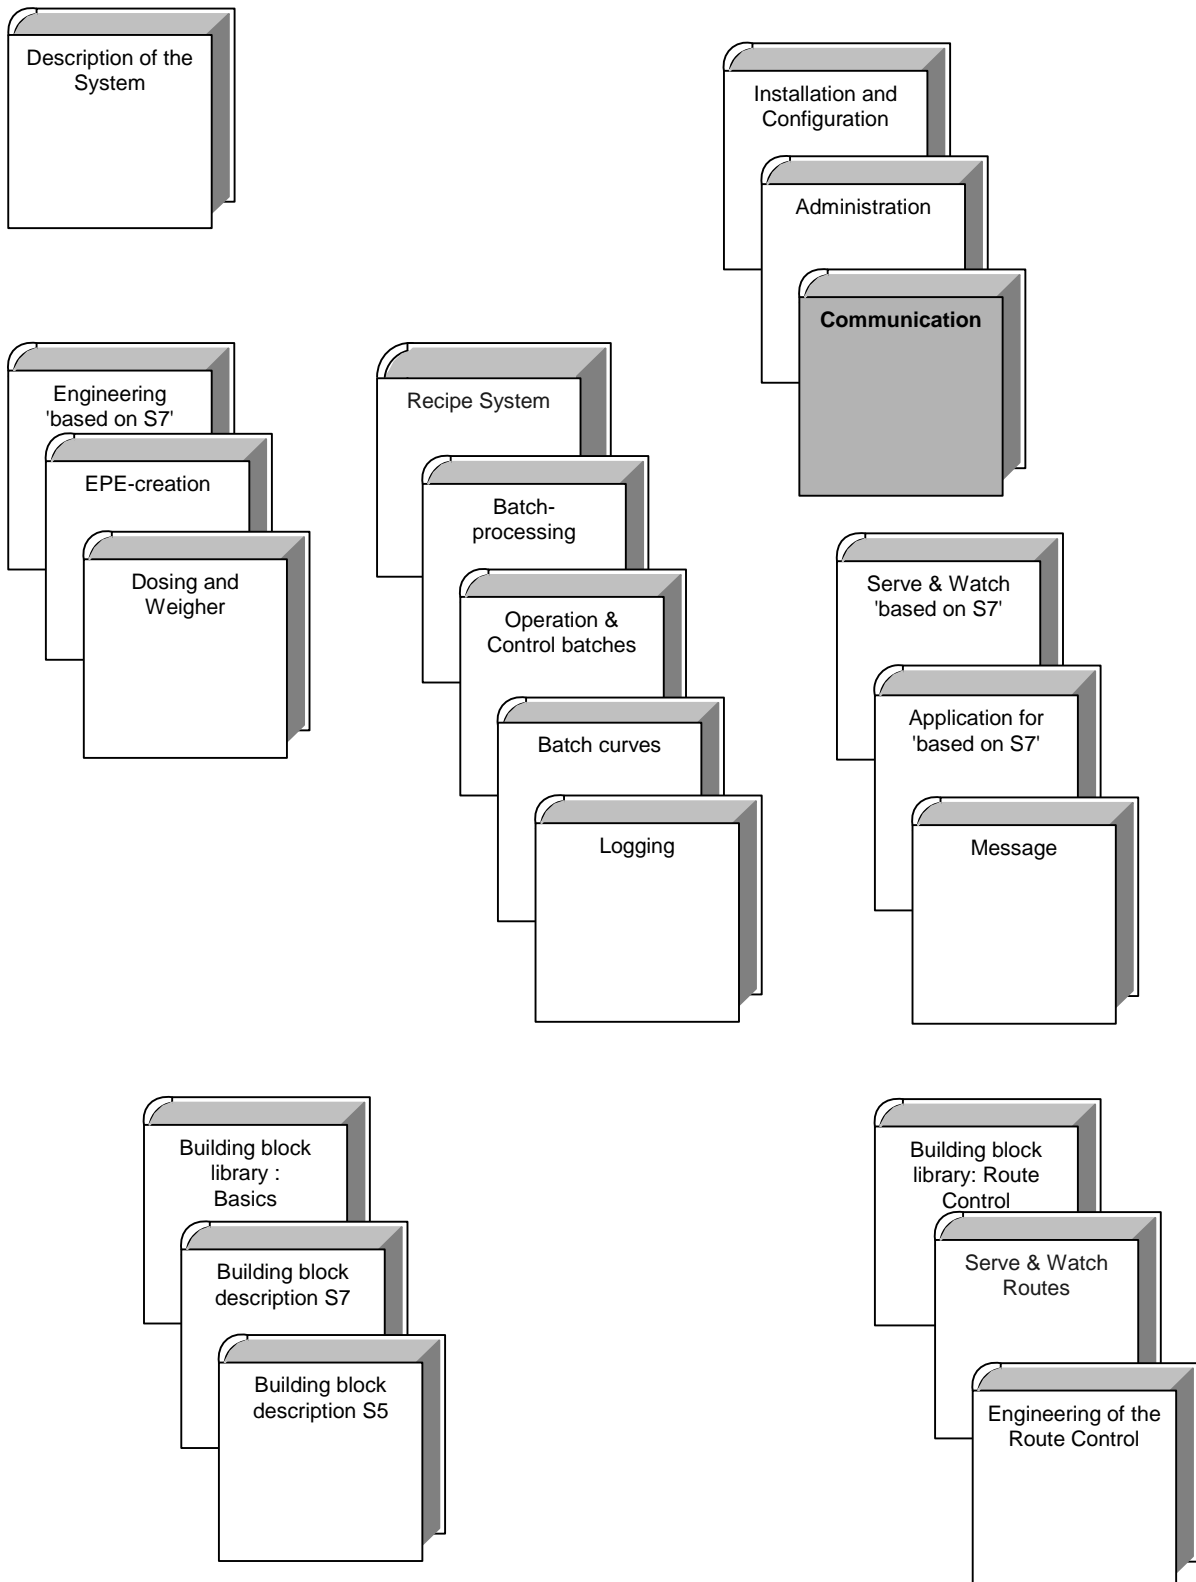 Description of the
System
Installation and
Configuration
Administration
Communication
Engineering
'based on S7'
EPE-creation
Dosing and
Weigher
Recipe System
Batch-
processing
Operation &
Control batches
Batch curves
Logging
Serve & Watch
'based on S7'
Application for
'based on S7'
Message
Building block
library :
Basics
Building block
description S7
Building block
description S5
Building block
library: Route
Control
Serve & Watch
Routes
Engineering of the
Route Control